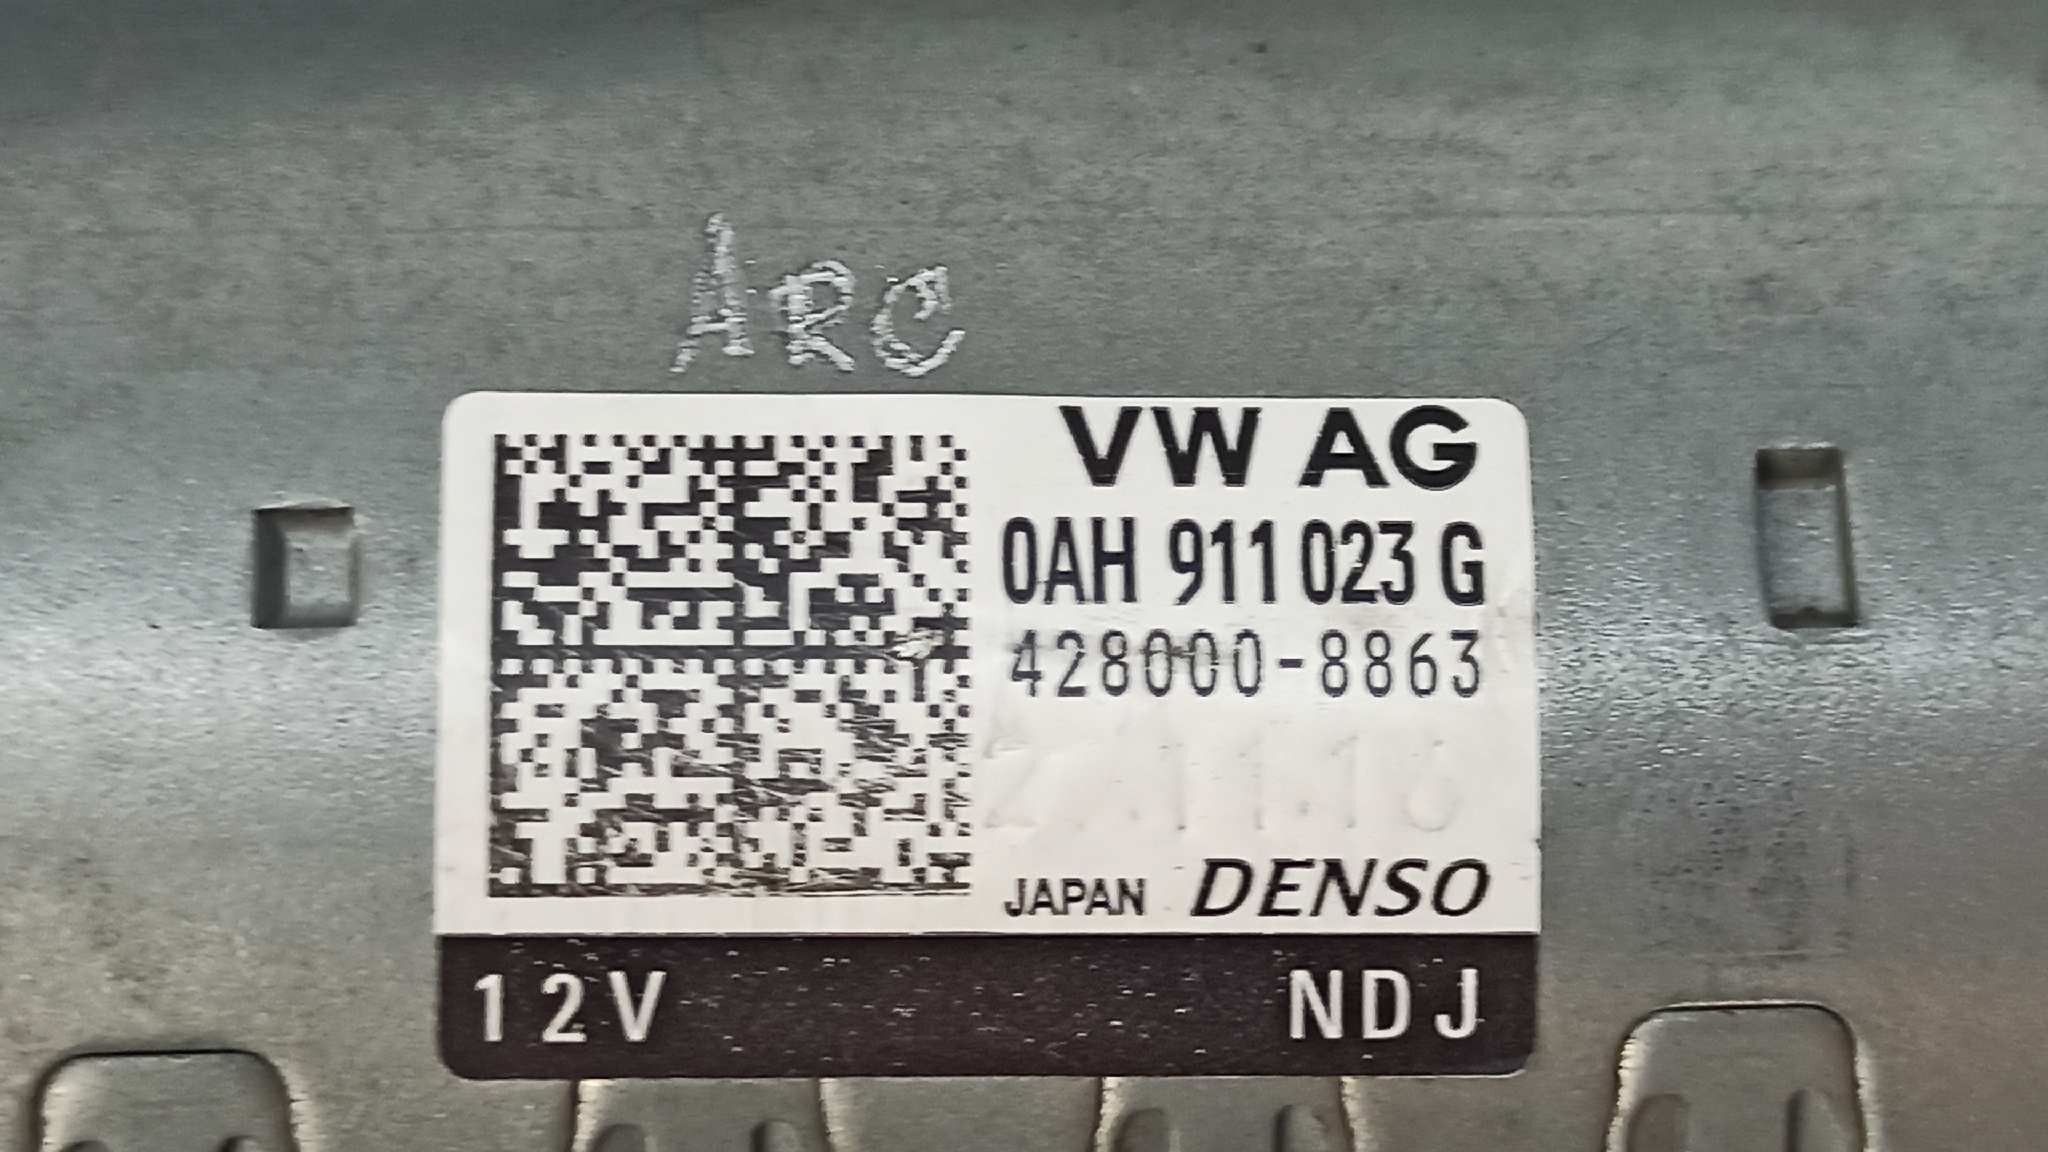 ARC
VW AG
0AH 911 023 G
428000-8863
JAPAN DENSO
12V NDJ